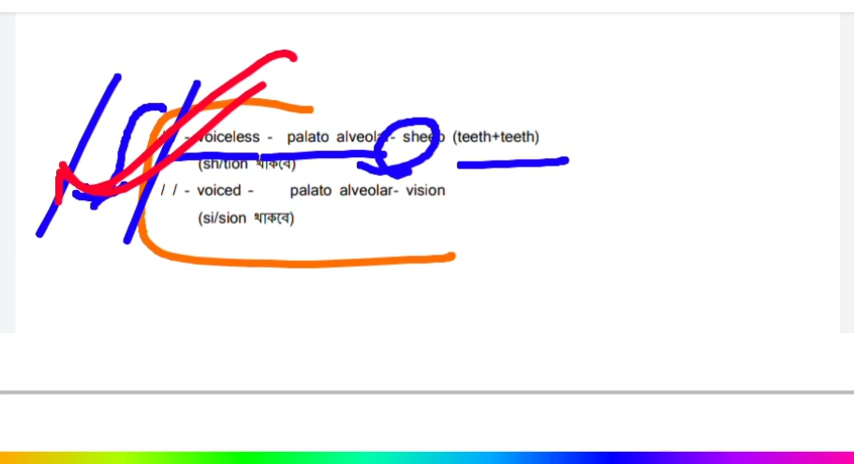 /ʃ/ - voiceless - palato alveolar - sheep (teeth+teeth)
(sh/tion থাকবে)
/ / - voiced - palato alveolar- vision
(si/sion থাকবে)